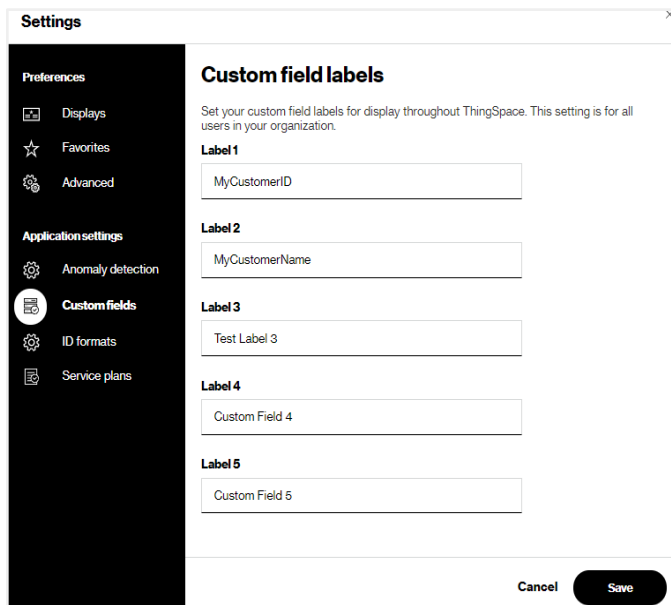 Settings
Preferences
Displays
Favorites
Advanced
Application settings
Anomaly detection
Custom fields
ID formats
Service plans
Custom field labels
Set your custom field labels for display throughout ThingSpace. This setting is for all
users in your organization.
Label 1
MyCustomerID
Label 2
MyCustomerName
Label 3
Test Label 3
Label 4
Custom Field 4
Label 5
Custom Field 5
Cancel
Save